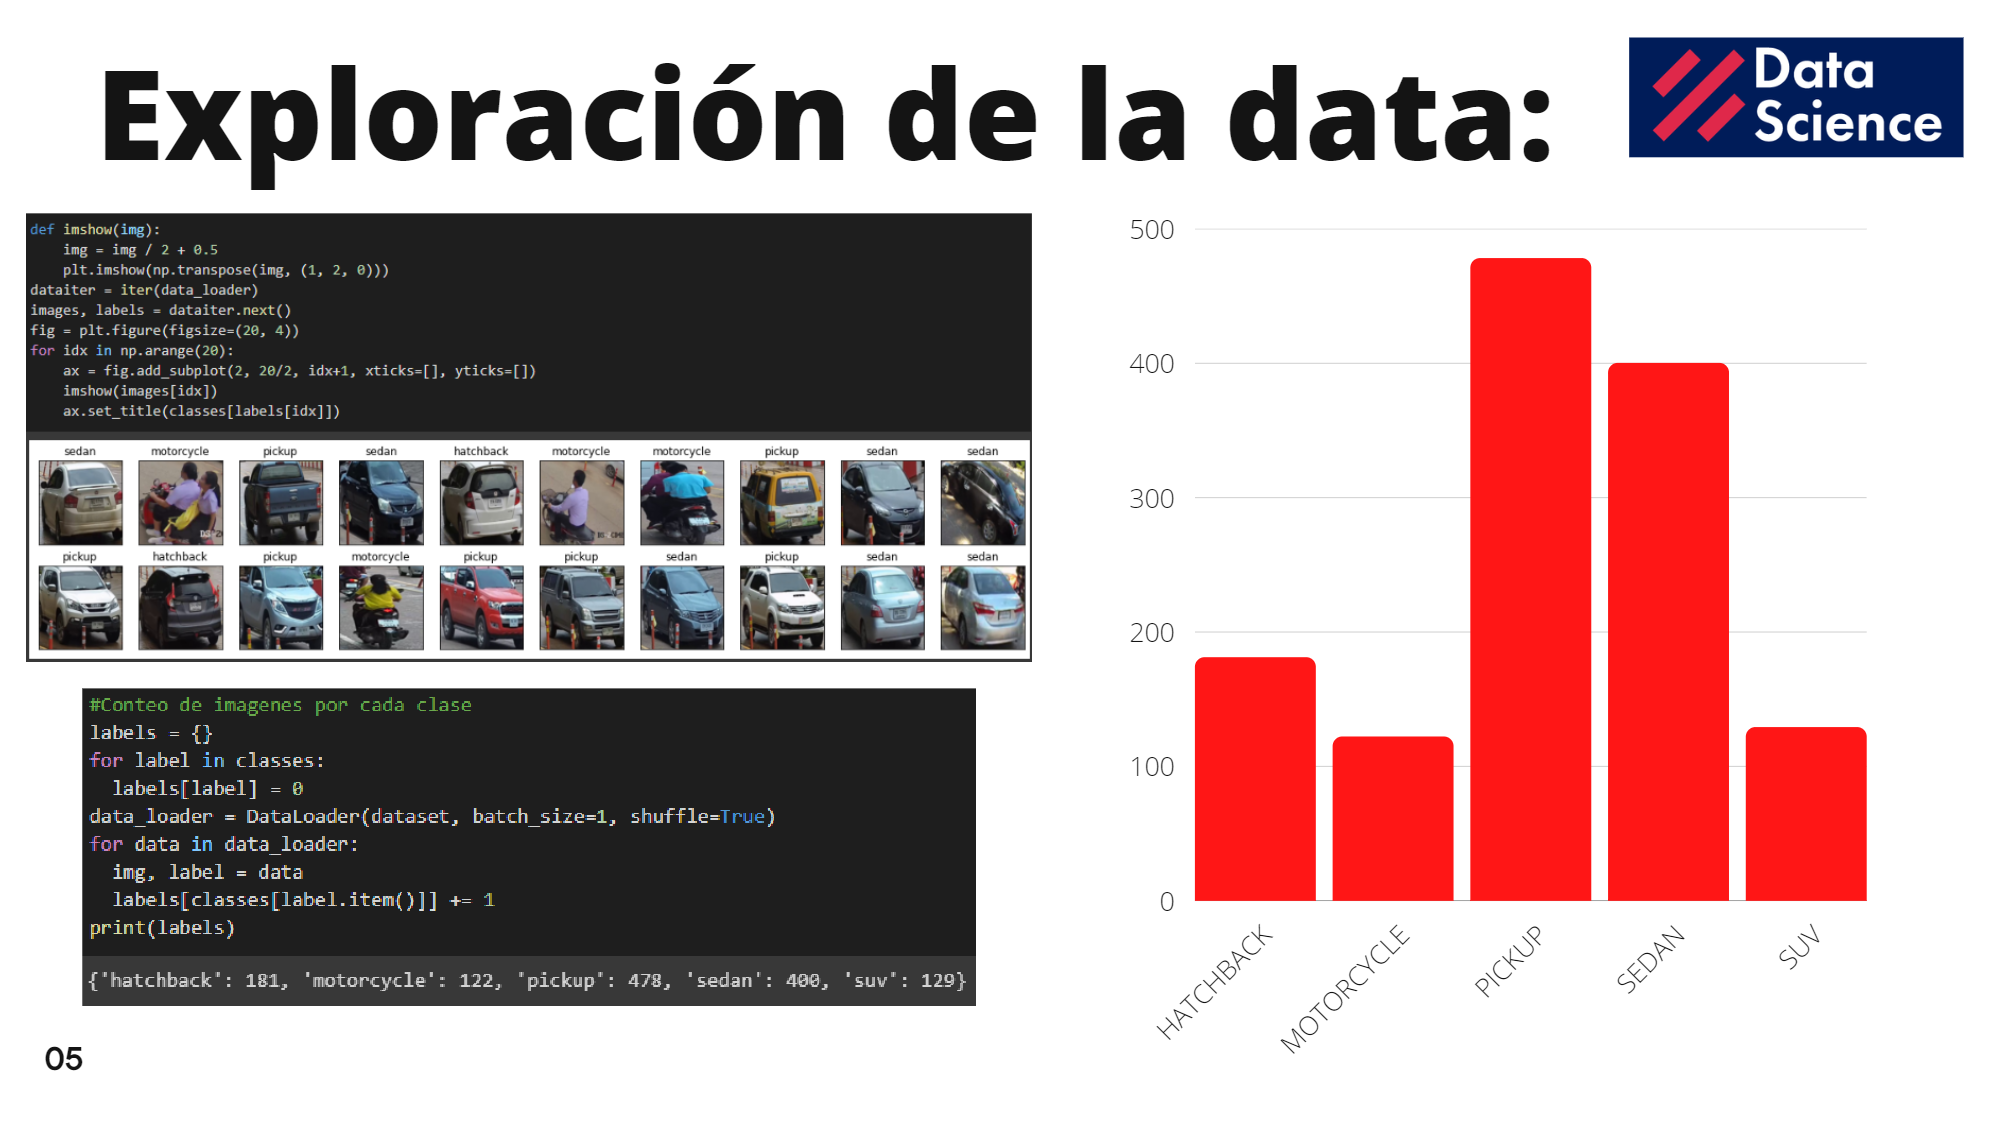 Exploración de la data:
Data
Science
def imshow(img):
    img = img / 2 + 0.5
    plt.imshow(np.transpose(img, (1, 2, 0)))
dataiter = iter(data_loader)
images, labels = dataiter.next()
fig = plt.figure(figsize=(20, 4))
for idx in np.arange(20):
    ax = fig.add_subplot(2, 20/2, idx+1, xticks=[], yticks=[])
    imshow(images[idx])
    ax.set_title(classes[labels[idx]])
sedan motorcycle pickup sedan hatchback motorcycle motorcycle pickup sedan sedan
pickup hatchback pickup motorcycle pickup pickup sedan pickup sedan sedan
#Conteo de imagenes por cada clase
labels = {}
for label in classes:
  labels[label] = 0
data_loader = DataLoader(dataset, batch_size=1, shuffle=True)
for data in data_loader:
  img, label = data
  labels[classes[label.item()]] += 1
print(labels)
{'hatchback': 181, 'motorcycle': 122, 'pickup': 478, 'sedan': 400, 'suv': 129}
500
400
300
200
100
0
HATCHBACK
MOTORCYCLE
PICKUP
SEDAN
SUV
05